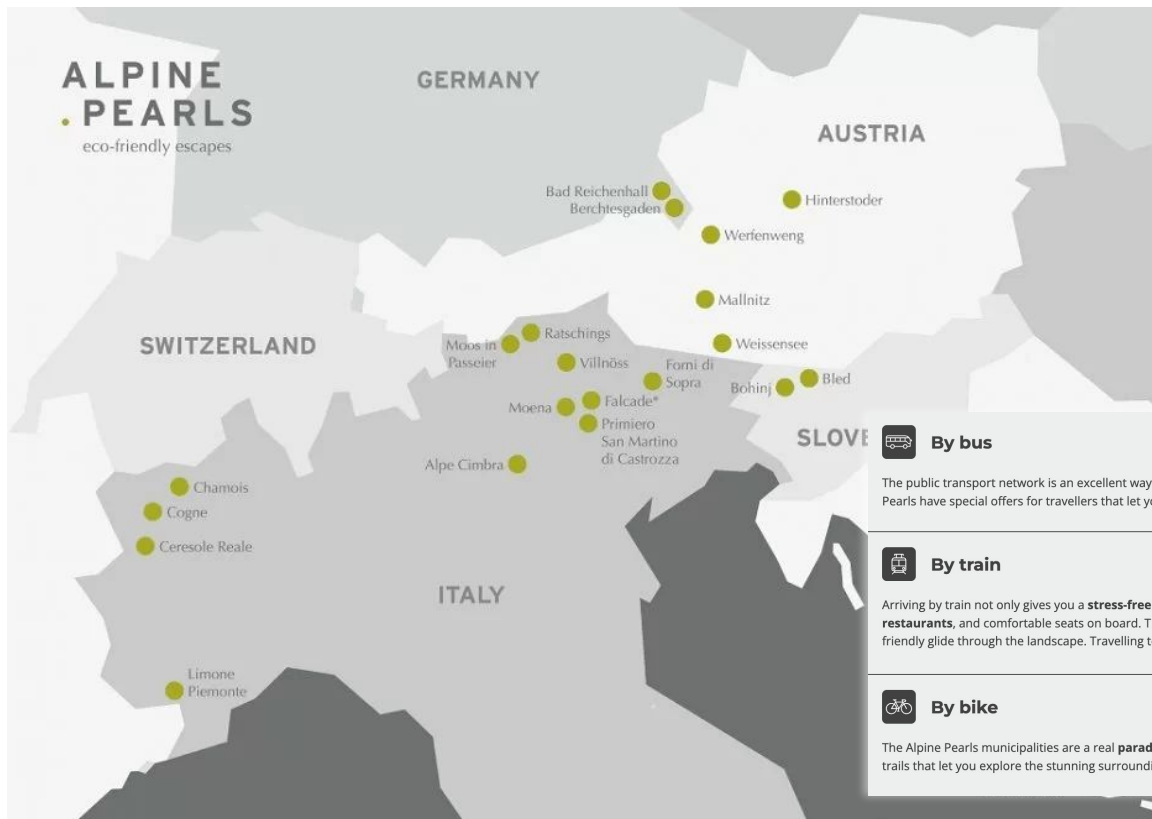 ALPINE
. PEARLS
eco-friendly escapes
GERMANY
AUSTRIA
Bad Reichenhall
Berchtesgaden
Hinterstoder
Werfenweng
Mallnitz
SWITZERLAND
Ratschings
Moos in
Passeier
Weissensee
Villnöss
Forni di
Sopra
Bohinj
Bled
Moena
Falcade*
Primiero
San Martino
di Castrozza
Alpe Cimbra
SLOVE
Chamois
Cogne
Ceresole Reale
ITALY
Limone
Piemonte
By bus
The public transport network is an excellent way
Pearls have special offers for travellers that let yo
By train
Arriving by train not only gives you a stress-free
restaurants, and comfortable seats on board. T
friendly glide through the landscape. Travelling t
By bike
The Alpine Pearls municipalities are a real parad
trails that let you explore the stunning surroundi